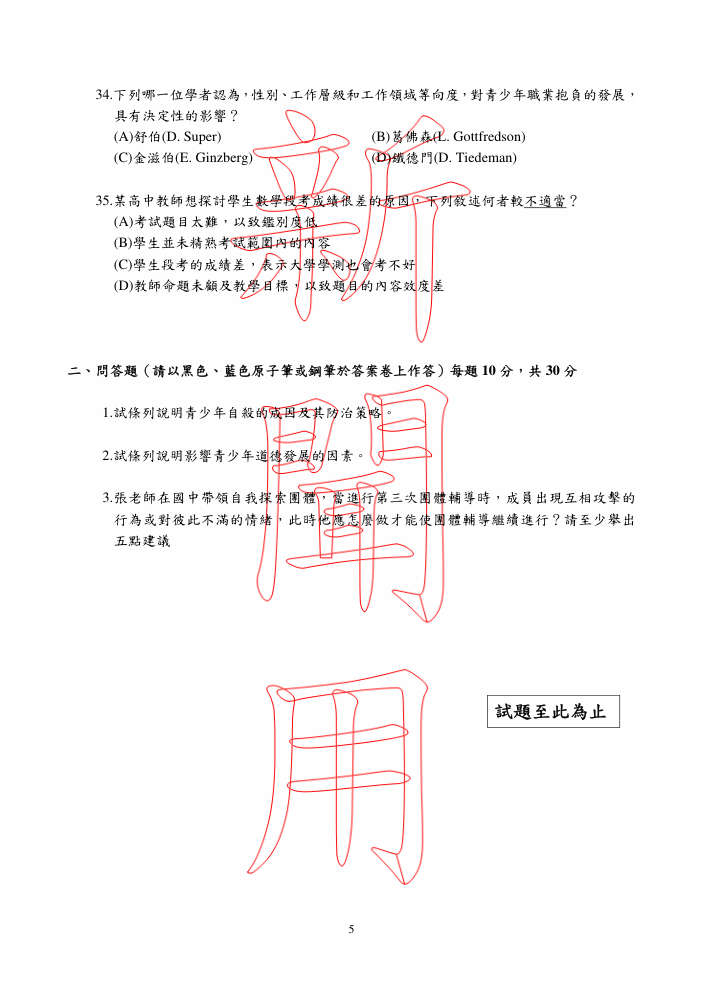 34.下列哪一位學者認為，性別、工作層級和工作領域等向度，對青少年職業抱負的發展，
具有決定性的影響？
(A)舒伯(D. Super) (B)葛佛森(L. Gottfredson)
(C)金滋伯(E. Ginzberg) (D)鐵德門(D. Tiedeman)
35.某高中教師想探討學生數學段考成績很差的原因，下列敘述何者較不適當？
(A)考試題目太難，以致鑑別度低
(B)學生並未精熟考試範圍內的內容
(C)學生段考的成績差，表示大學學測也會考不好
(D)教師命題未顧及教學目標，以致題目的內容效度差
二、問答題（請以黑色、藍色原子筆或鋼筆於答案卷上作答）每題 10 分，共 30 分
1.試條列說明青少年自殺的成因及其防治策略。
2.試條列說明影響青少年道德發展的因素。
3.張老師在國中帶領自我探索團體，當進行第三次團體輔導時，成員出現互相攻擊的
行為或對彼此不滿的情緒，此時他應怎麼做才能使團體輔導繼續進行？請至少舉出
五點建議
試題至此為止
新聞用
5